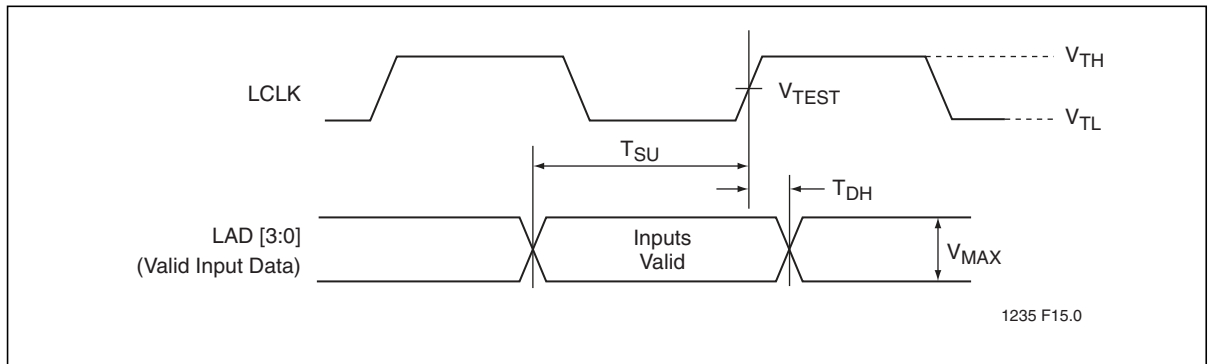 LCLK
VTH
VTEST
VTL
TSU
TDH
LAD [3:0]
(Valid Input Data)
Inputs
Valid
VMAX
1235 F15.0